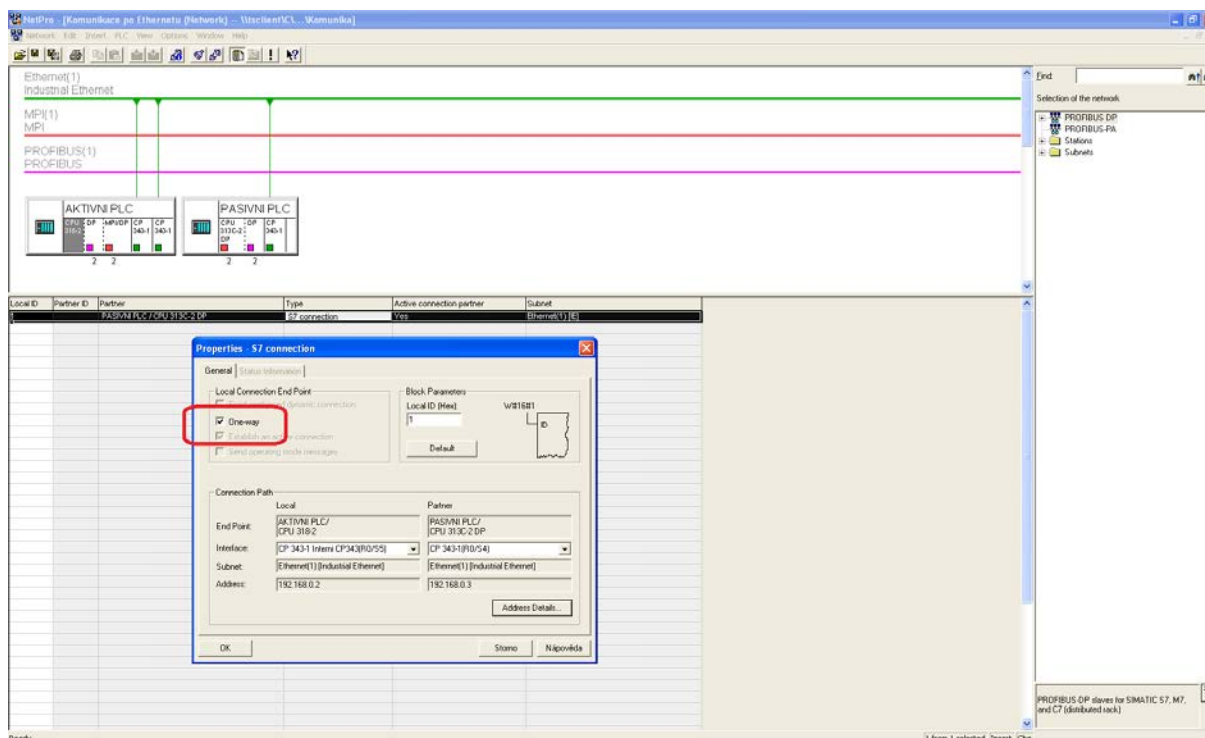 NetPro - [Komunikace po Ethernetu (Network) -- \\tsclient\C\...\Komunika]
Network Edit Insert PLC View Options Window Help
Ethernet(1)
Industrial Ethernet
MPI(1)
MPI
PROFIBUS(1)
PROFIBUS
AKTIVNI PLC
CPU 318-2
DP
MPI/DP
CP 343-1
CP 343-1
2 2
PASIVNI PLC
CPU 313C-2 DP
DP
CP 343-1
2 2
Find
Selection of the network
PROFIBUS DP
PROFIBUS-PA
Stations
Subnets
Local ID Partner ID Partner Type Active connection partner Subnet
1 PASIVNI PLC / CPU 313C-2 DP S7 connection Yes Ethernet(1) [IE]
Properties - S7 connection
General Status Information
Local Connection End Point
dynamic connection
One-way
Establish an active connection
Send operating mode messages
Block Parameters
Local ID (Hex): W#16#1
1 ID
Default
Connection Path
Local Partner
End Point: AKTIVNI PLC/ CPU 318-2 PASIVNI PLC/ CPU 313C-2 DP
Interface: CP 343-1 Interni CP343(R0/S5) CP 343-1(R0/S4)
Subnet: Ethernet(1) [Industrial Ethernet] Ethernet(1) [Industrial Ethernet]
Address: 192.168.0.2 192.168.0.3
Address Details...
OK Storno Nápověda
PROFIBUS-DP slaves for SIMATIC S7, M7,
and C7 (distributed rack)
Ready